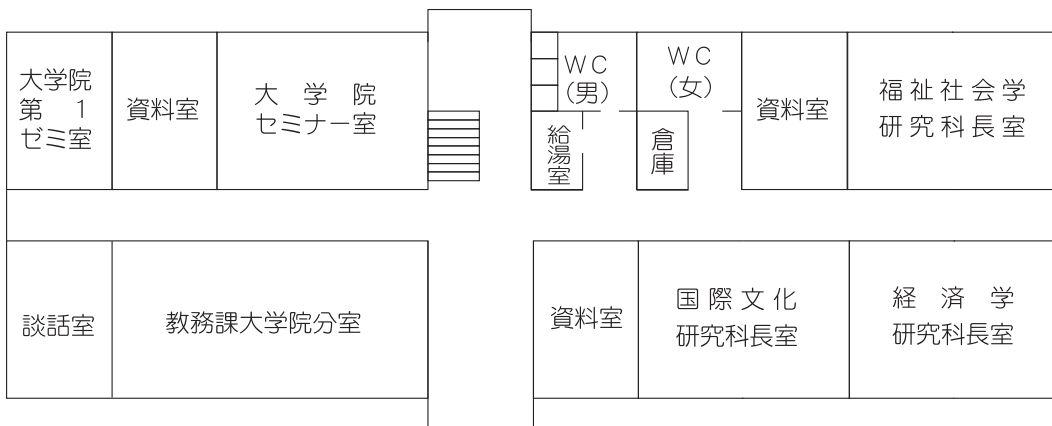 大学院
第1
ゼミ室
資料室
大学院
セミナー室
WC
(男)
給湯室
WC
(女)
倉庫
資料室
福祉社会学
研究科長室
談話室
教務課大学院分室
資料室
国際文化
研究科長室
経済学
研究科長室